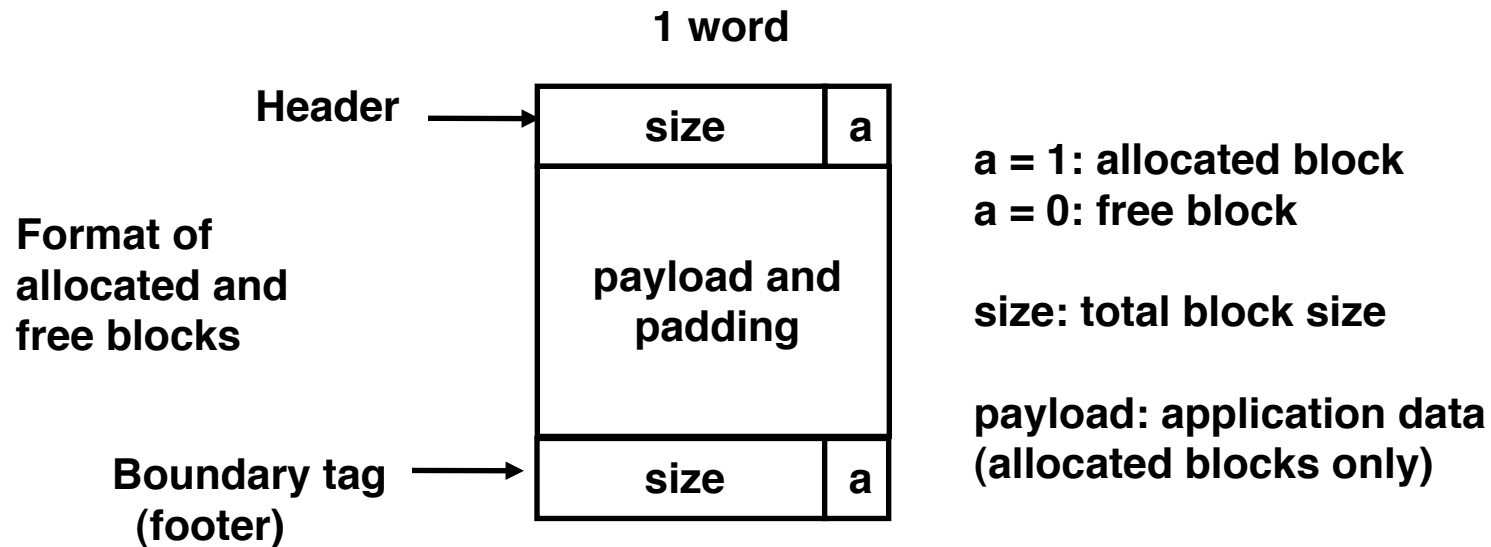 1 word
Header
size
a
Format of
allocated and
free blocks
payload and
padding
a = 1: allocated block
a = 0: free block
size: total block size
payload: application data
(allocated blocks only)
Boundary tag
(footer)
size
a